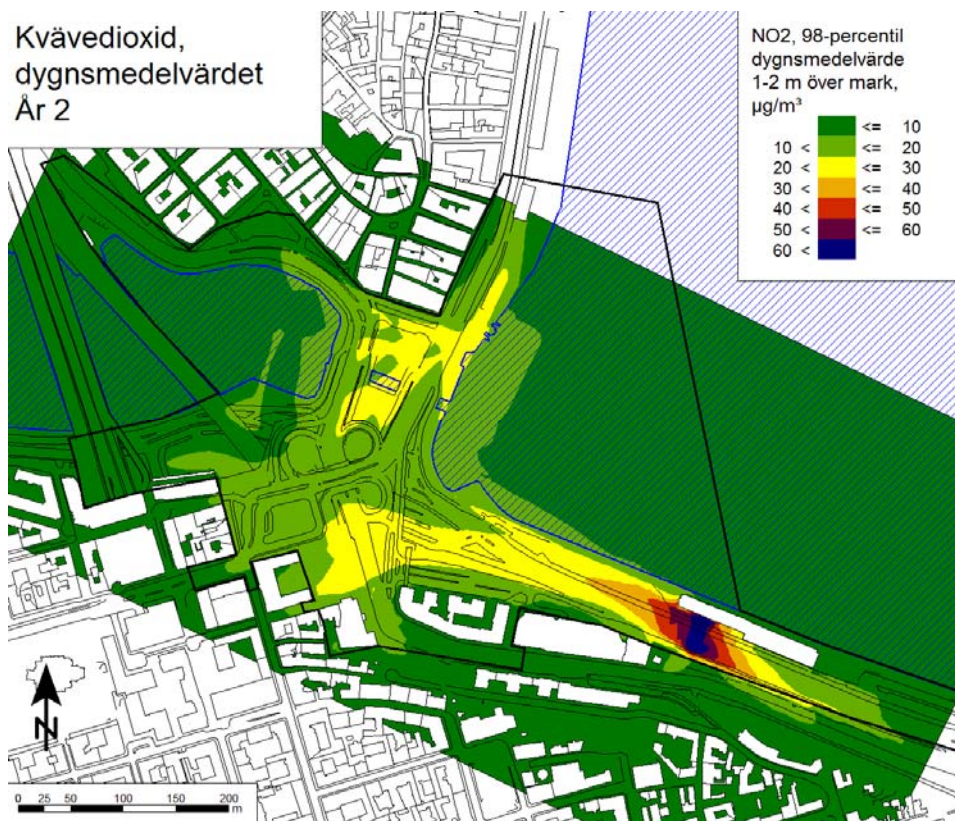 Kvävedioxid,
dygnsmedelvärdet
År 2
NO2, 98-percentil
dygnsmedelvärde
1-2 m över mark,
µg/m³
<= 10
10 < <= 20
20 < <= 30
30 < <= 40
40 < <= 50
50 < <= 60
60 <
N
0 25 50 100 150 200
m